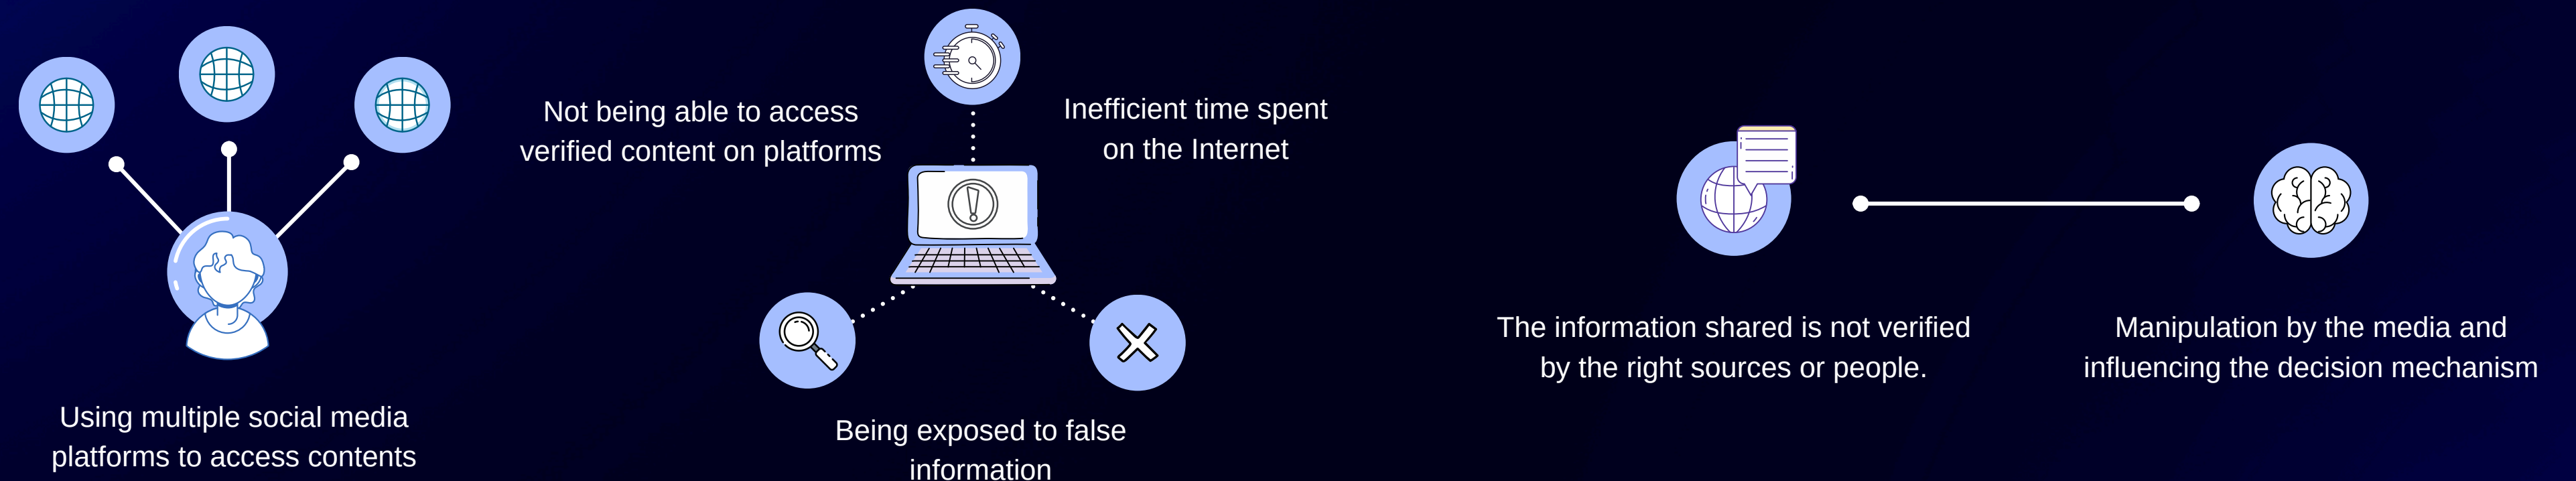 Using multiple social media
platforms to access contents
Not being able to access
verified content on platforms
Inefficient time spent
on the Internet
Being exposed to false
information
The information shared is not verified
by the right sources or people.
Manipulation by the media and
influencing the decision mechanism